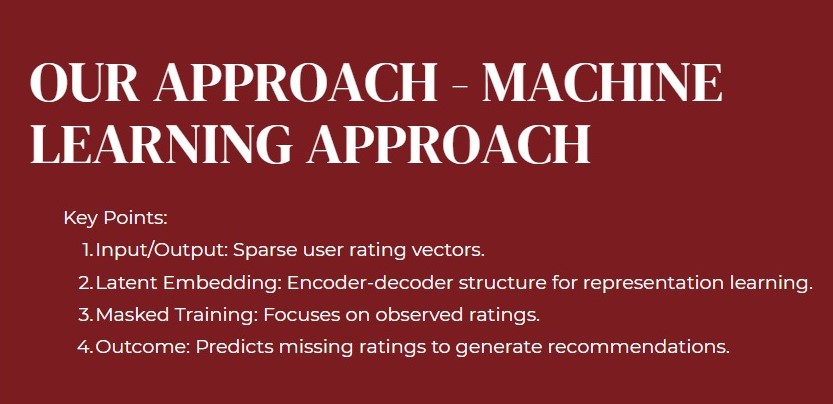 OUR APPROACH - MACHINE
LEARNING APPROACH
Key Points:
1.Input/Output: Sparse user rating vectors.
2.Latent Embedding: Encoder-decoder structure for representation learning.
3.Masked Training: Focuses on observed ratings.
4.Outcome: Predicts missing ratings to generate recommendations.